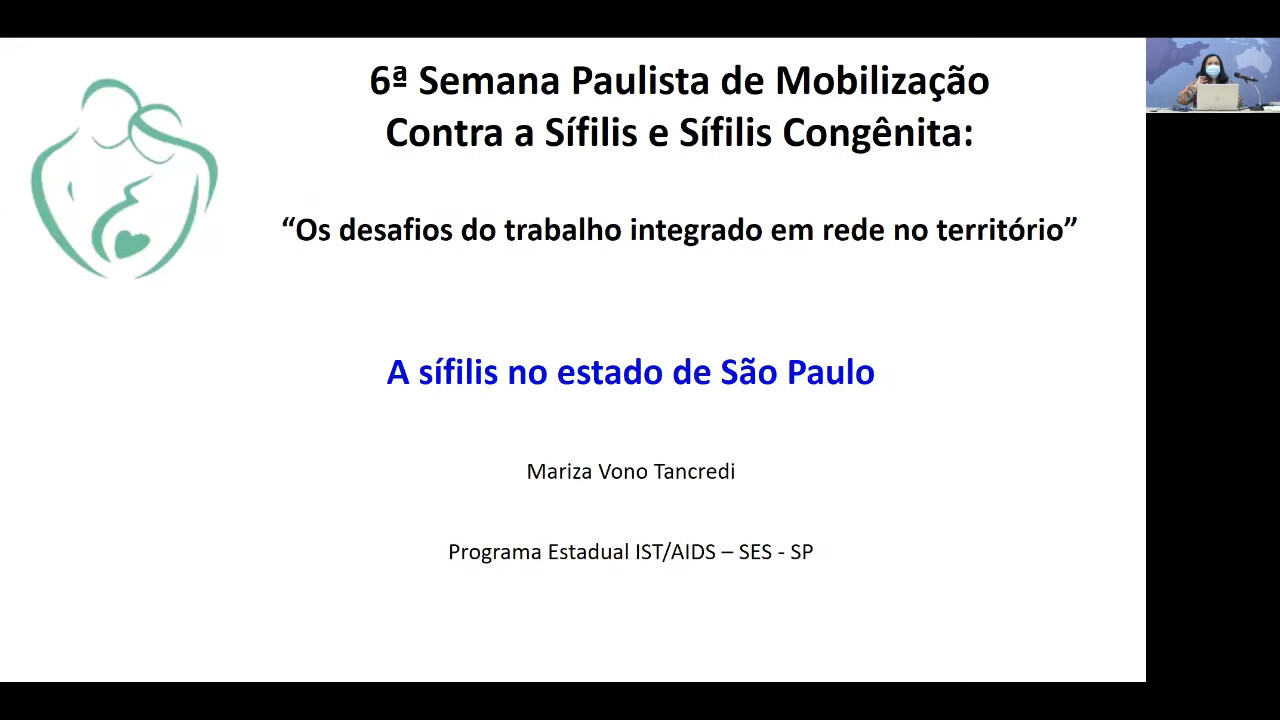 6ª Semana Paulista de Mobilização
Contra a Sífilis e Sífilis Congênita:
“Os desafios do trabalho integrado em rede no território”
A sífilis no estado de São Paulo
Mariza Vono Tancredi
Programa Estadual IST/AIDS – SES - SP